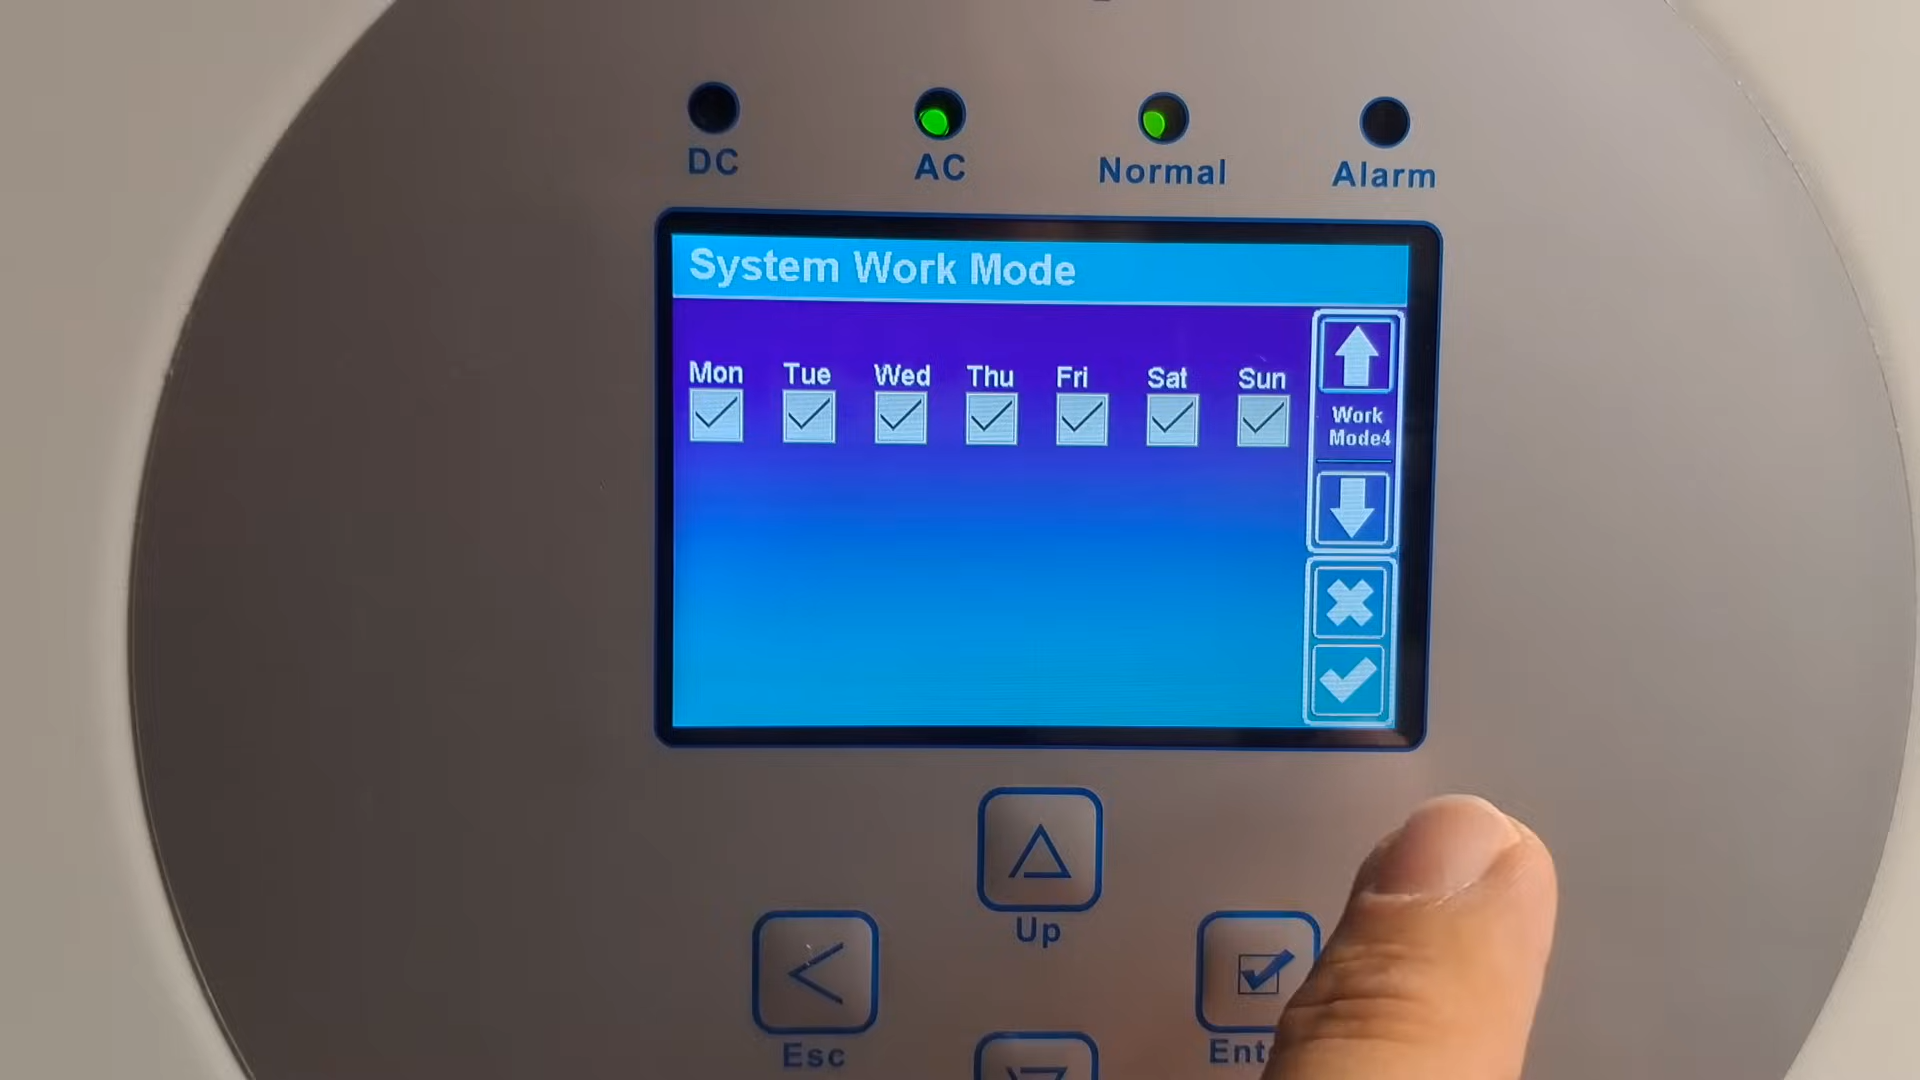 DC AC Normal Alarm
System Work Mode
Mon Tue Wed Thu Fri Sat Sun
Work
Mode4
Up
Esc